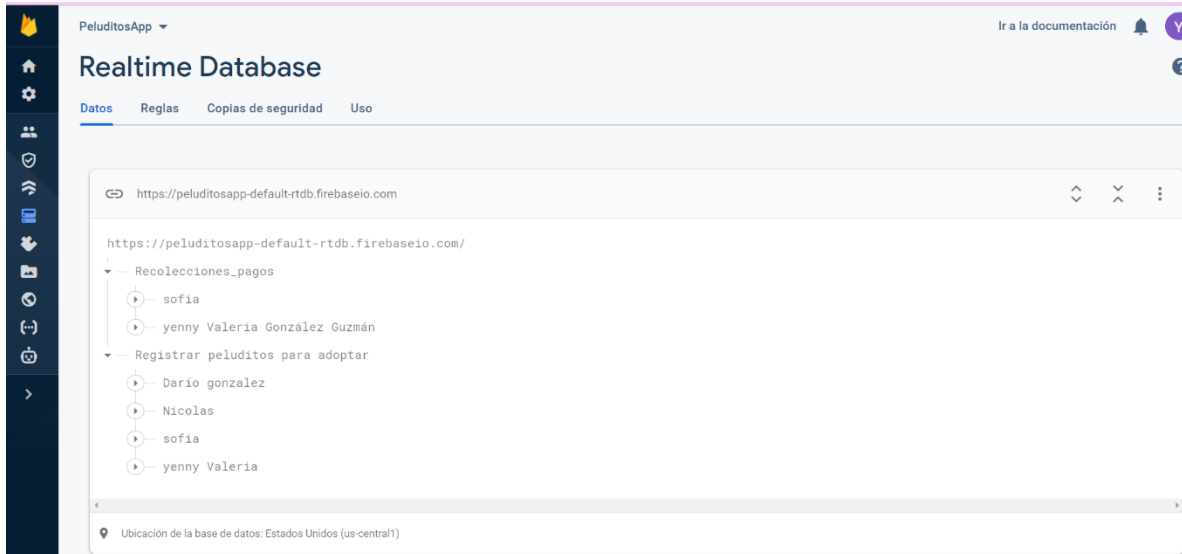 PeluditosApp
Ir a la documentación
Y
Realtime Database
?
Datos Reglas Copias de seguridad Uso
https://peluditosapp-default-rtdb.firebaseio.com
https://peluditosapp-default-rtdb.firebaseio.com/
Recolecciones_pagos
sofia
yenny Valeria González Guzmán
Registrar peluditos para adoptar
Darío gonzalez
Nicolas
sofia
yenny Valeria
Ubicación de la base de datos: Estados Unidos (us-central1)